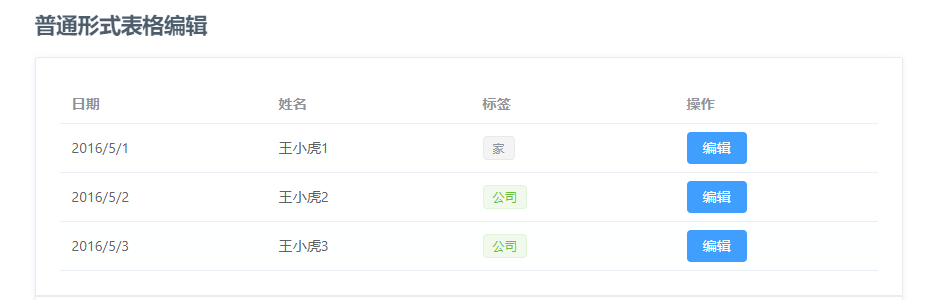 普通形式表格编辑
日期 姓名 标签 操作
2016/5/1 王小虎1 家 编辑
2016/5/2 王小虎2 公司 编辑
2016/5/3 王小虎3 公司 编辑